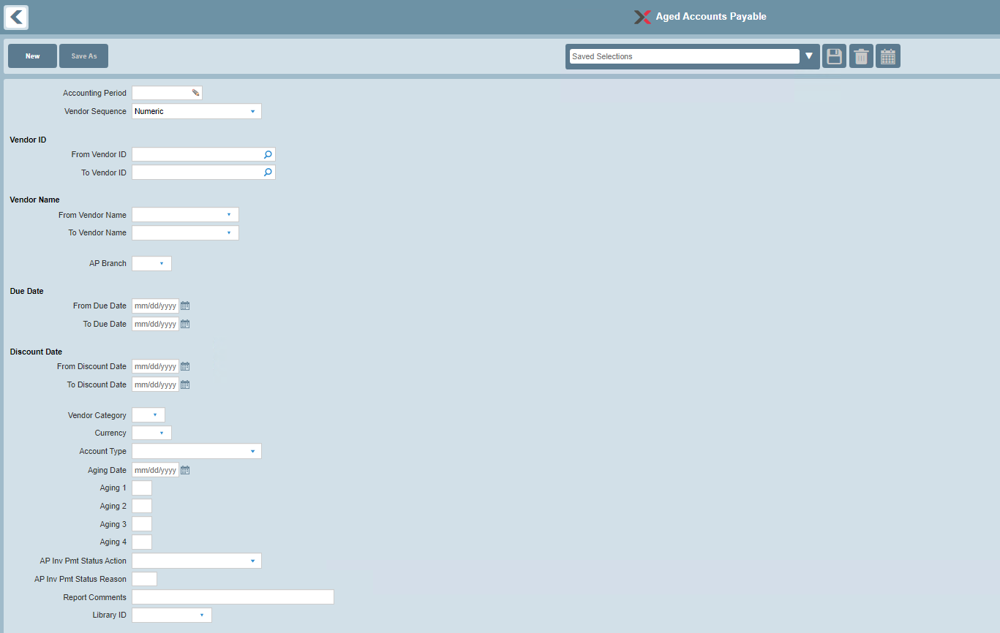 Aged Accounts Payable
New
Save As
Saved Selections
Accounting Period
Vendor Sequence Numeric
Vendor ID
From Vendor ID
To Vendor ID
Vendor Name
From Vendor Name
To Vendor Name
AP Branch
Due Date
From Due Date mm/dd/yyyy
To Due Date mm/dd/yyyy
Discount Date
From Discount Date mm/dd/yyyy
To Discount Date mm/dd/yyyy
Vendor Category
Currency
Account Type
Aging Date mm/dd/yyyy
Aging 1
Aging 2
Aging 3
Aging 4
AP Inv Pmt Status Action
AP Inv Pmt Status Reason
Report Comments
Library ID